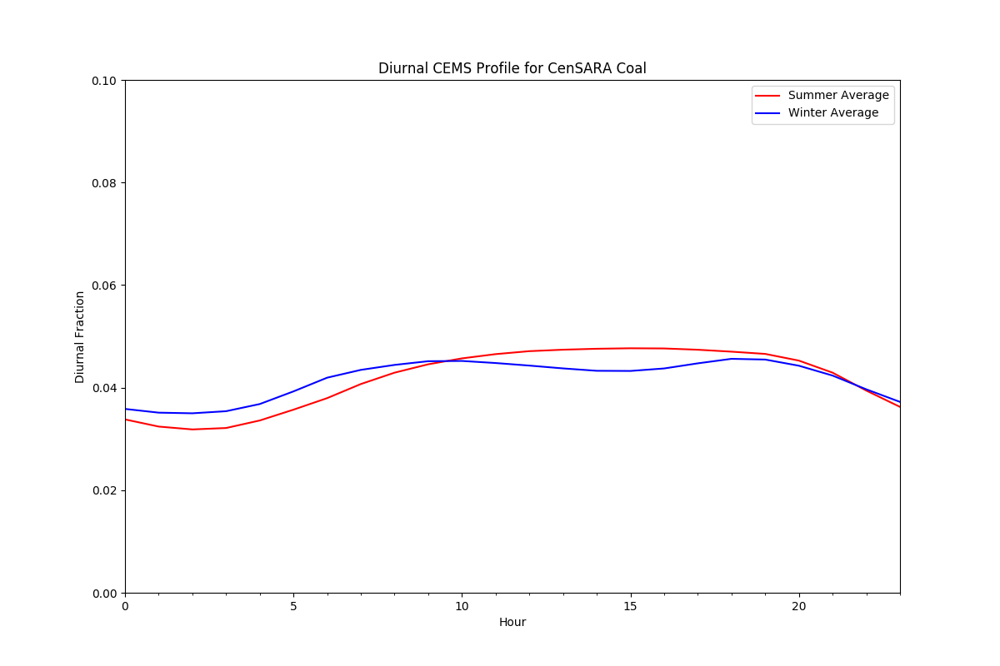 Diurnal CEMS Profile for CenSARA Coal
Summer Average
Winter Average
Diurnal Fraction
0.10
0.08
0.06
0.04
0.02
0.00
0 5 10 15 20
Hour